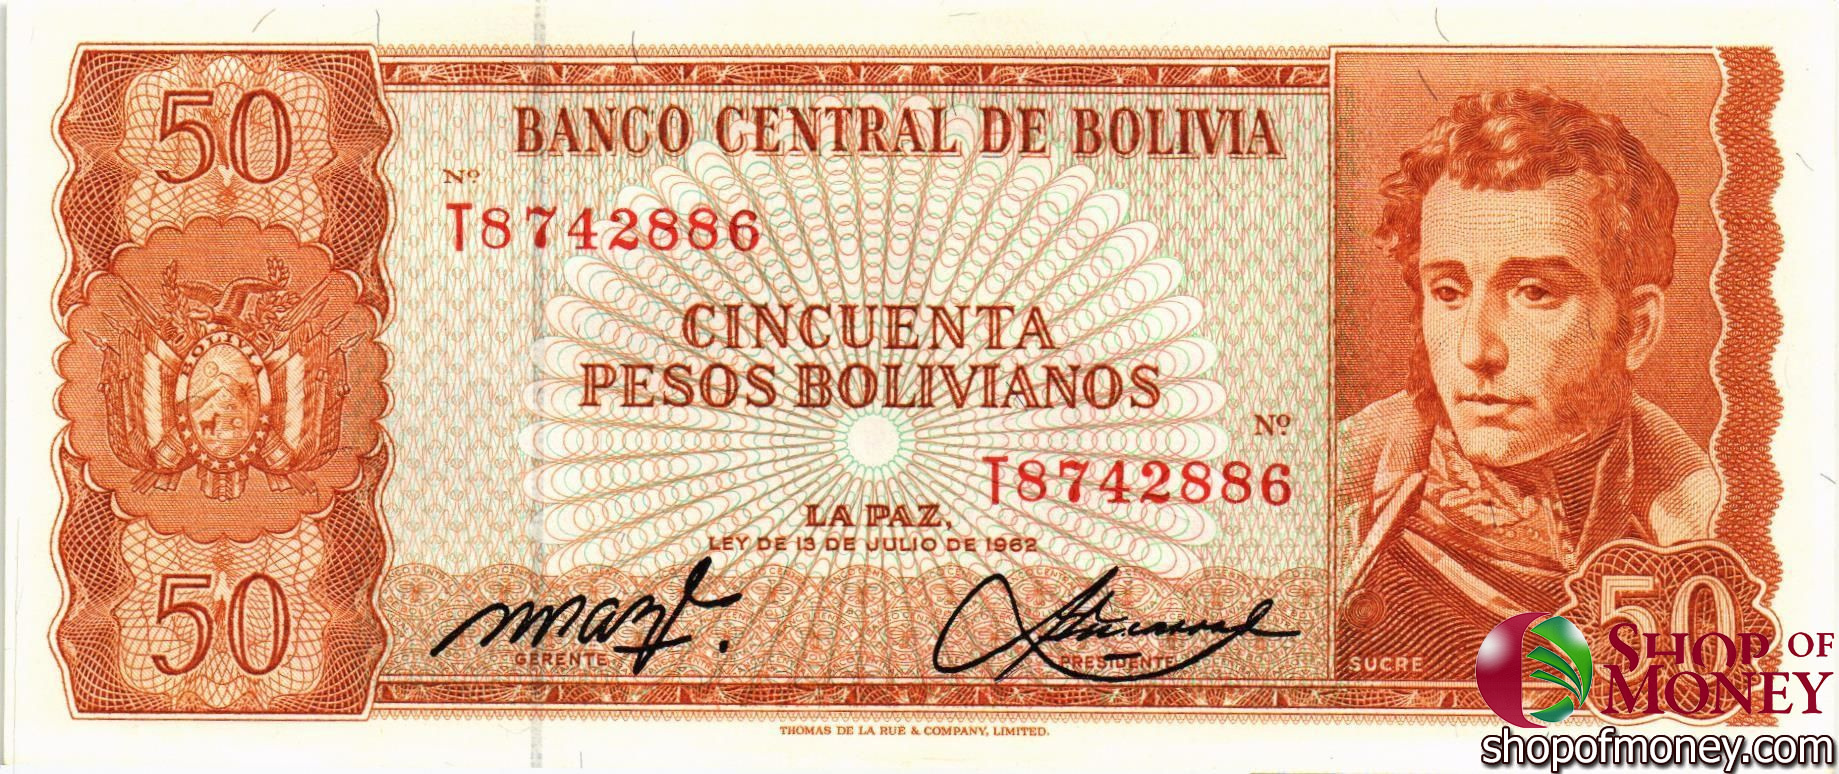 50
BANCO CENTRAL DE BOLIVIA
Nº
T8742886
CINCUENTA
PESOS BOLIVIANOS
BOLIVIA
Nº
T8742886
LA PAZ,
LEY DE 13 DE JULIO DE 1962
50
GERENTE
PRESIDENTE
SUCRE
50
THOMAS DE LA RUE & COMPANY, LIMITED.
SHOP OF
MONEY
shopofmoney.com